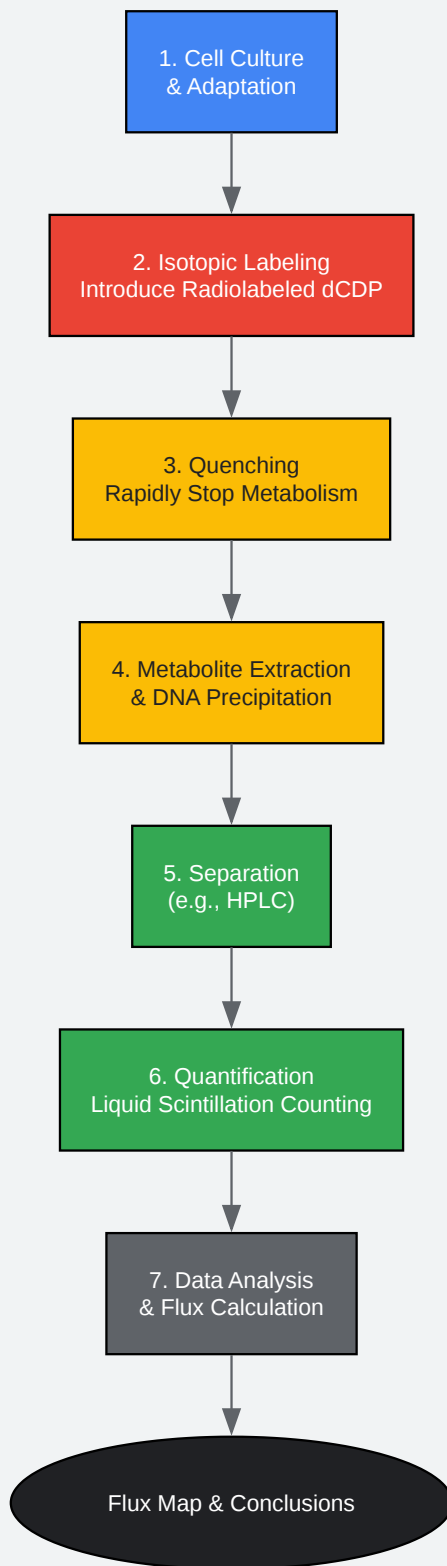 1. Cell Culture
& Adaptation
2. Isotopic Labeling
Introduce Radiolabeled dCDP
3. Quenching
Rapidly Stop Metabolism
4. Metabolite Extraction
& DNA Precipitation
5. Separation
(e.g., HPLC)
6. Quantification
Liquid Scintillation Counting
7. Data Analysis
& Flux Calculation
Flux Map & Conclusions